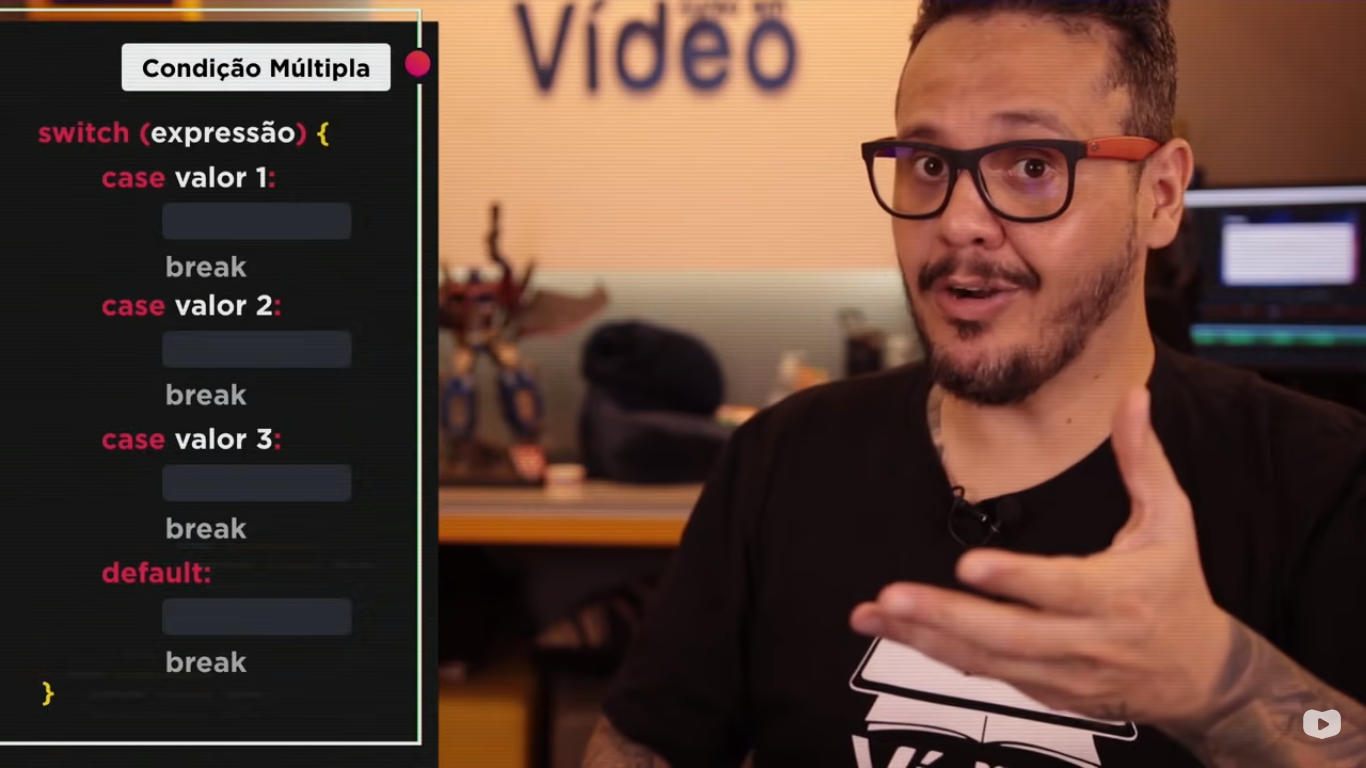 Condição Múltipla
switch (expressão) {
case valor 1:
break
case valor 2:
break
case valor 3:
break
default:
break
}
Vídeo